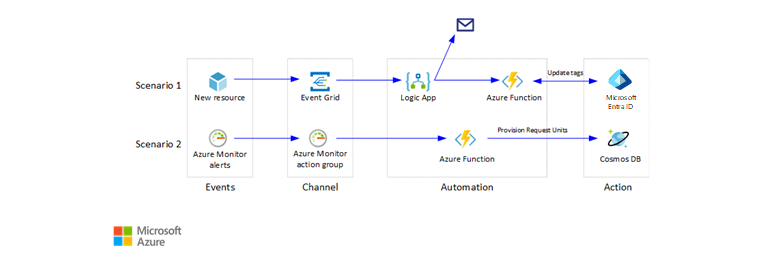 Scenario 1
New resource
Event Grid
Logic App
Azure Function
Update tags
Microsoft
Entra ID
Scenario 2
Azure Monitor
alerts
Azure Monitor
action group
Azure Function
Provision Request Units
Cosmos DB
Events
Channel
Automation
Action
Microsoft
Azure